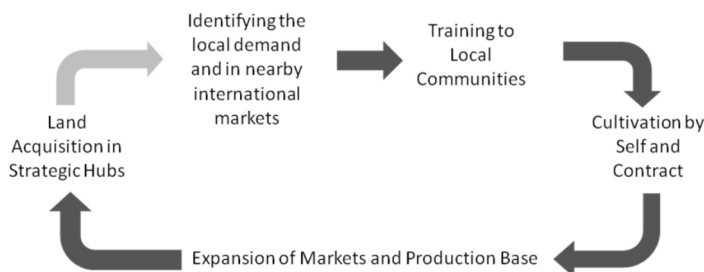 Identifying the
local demand
and in nearby
international
markets
Training to
Local
Communities
Land
Acquisition in
Strategic Hubs
Cultivation by
Self and
Contract
Expansion of Markets and Production Base